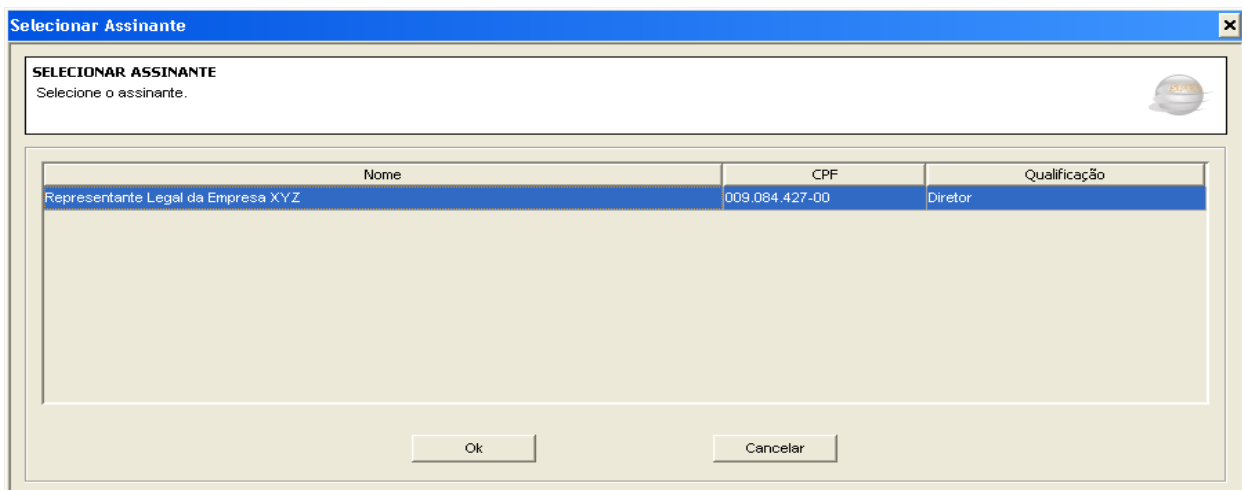 Selecionar Assinante
SELECIONAR ASSINANTE
Selecione o assinante.
Nome CPF Qualificação
Representante Legal da Empresa XYZ 009.084.427-00 Diretor
Ok Cancelar